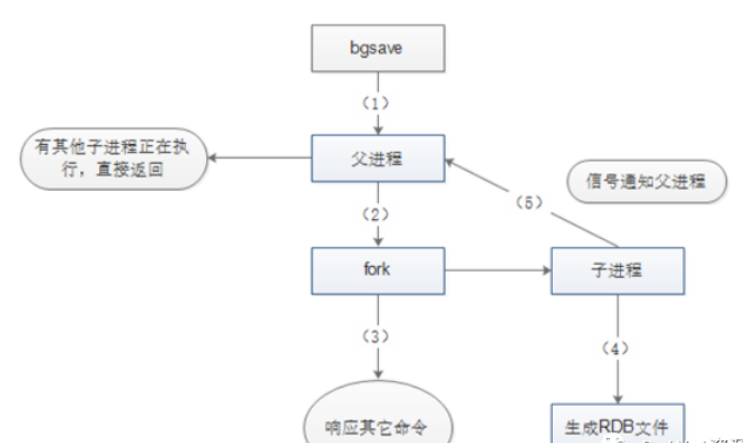 bgsave
（1）
有其他子进程正在执
行，直接返回
父进程
信号通知父进程
（2）
（5）
fork
子进程
（3）
（4）
响应其它命令
生成RDB文件